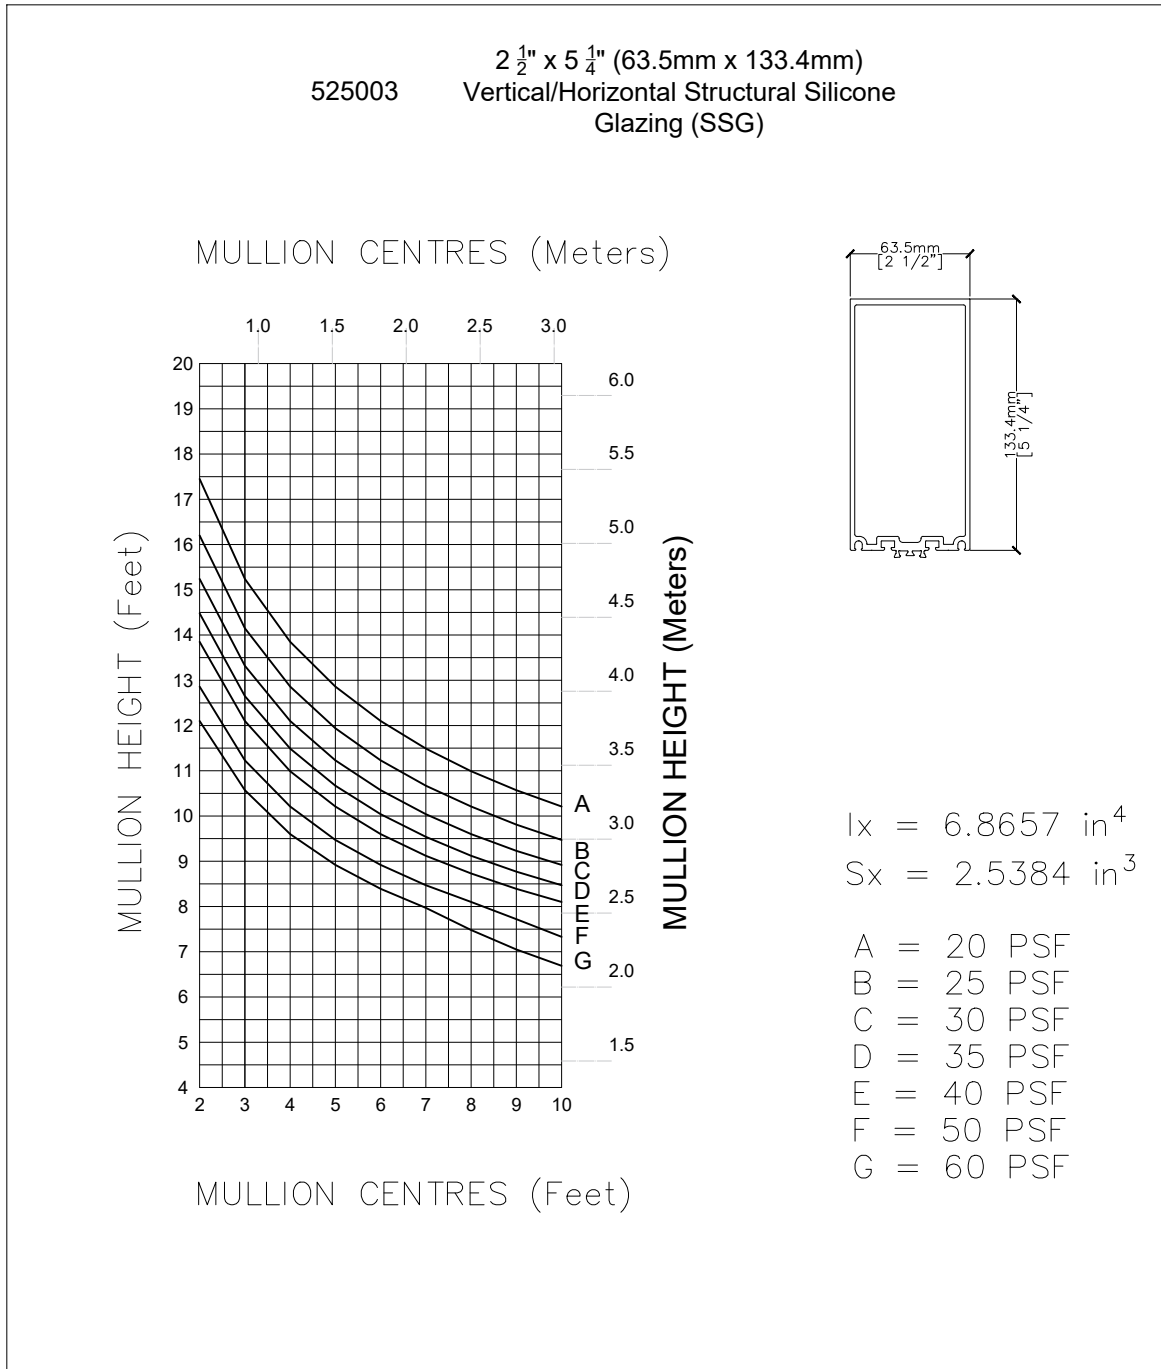 2 1/2" x 5 1/4" (63.5mm x 133.4mm)
525003 Vertical/Horizontal Structural Silicone
Glazing (SSG)
MULLION CENTRES (Meters)
1.0 1.5 2.0 2.5 3.0
MULLION HEIGHT (Feet)
20
19
18
17
16
15
14
13
12
11
10
9
8
7
6
5
4
2 3 4 5 6 7 8 9 10
MULLION CENTRES (Feet)
A
B
C
D
E
F
G
6.0
5.5
5.0
4.5
4.0
3.5
3.0
2.5
2.0
1.5
MULLION HEIGHT (Meters)
63.5mm
[2 1/2"]
133.4mm
[5 1/4"]
Ix = 6.8657 in⁴
Sx = 2.5384 in³
A = 20 PSF
B = 25 PSF
C = 30 PSF
D = 35 PSF
E = 40 PSF
F = 50 PSF
G = 60 PSF